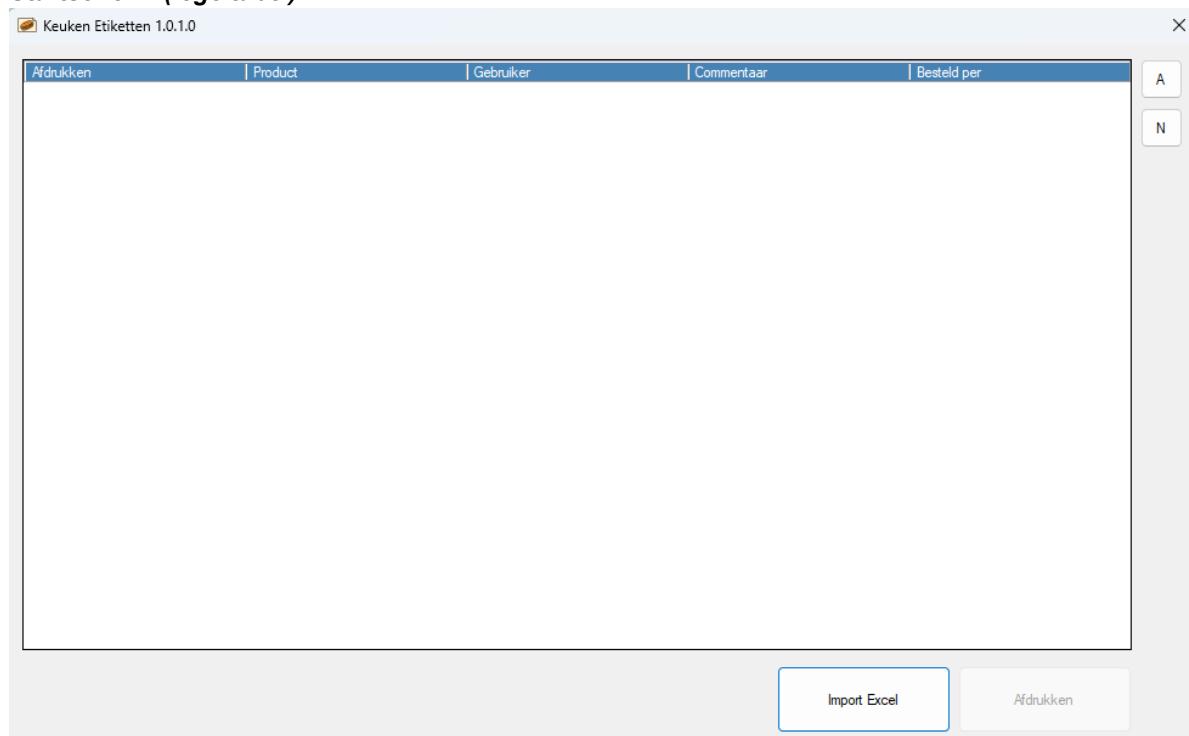 Keuken Etiketten 1.0.1.0
Afdrukken Product Gebruiker Commentaar Besteld per
A
N
Import Excel Afdrukken